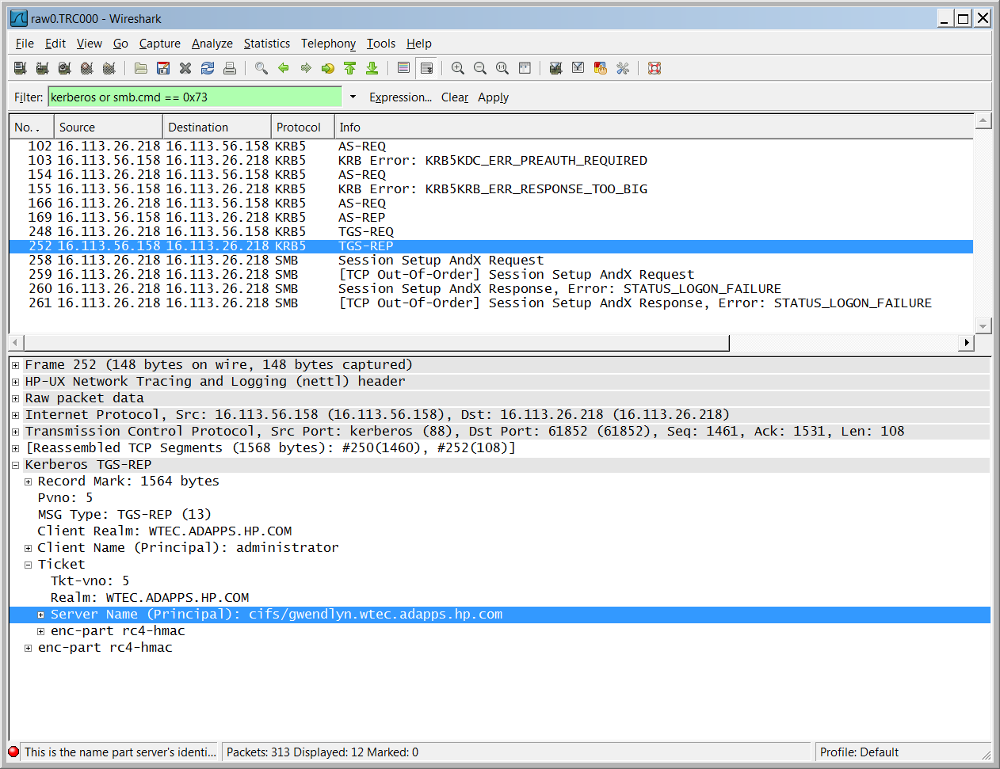 raw0.TRC000 - Wireshark
File Edit View Go Capture Analyze Statistics Telephony Tools Help
Filter: kerberos or smb.cmd == 0x73 Expression... Clear Apply
No. . Source Destination Protocol Info
102 16.113.26.218 16.113.56.158 KRB5 AS-REQ
103 16.113.56.158 16.113.26.218 KRB5 KRB Error: KRB5KDC_ERR_PREAUTH_REQUIRED
154 16.113.26.218 16.113.56.158 KRB5 AS-REQ
155 16.113.56.158 16.113.26.218 KRB5 KRB Error: KRB5KRB_ERR_RESPONSE_TOO_BIG
166 16.113.26.218 16.113.56.158 KRB5 AS-REQ
169 16.113.56.158 16.113.26.218 KRB5 AS-REP
248 16.113.26.218 16.113.56.158 KRB5 TGS-REQ
252 16.113.56.158 16.113.26.218 KRB5 TGS-REP
258 16.113.26.218 16.113.26.218 SMB Session Setup AndX Request
259 16.113.26.218 16.113.26.218 SMB [TCP Out-Of-Order] Session Setup AndX Request
260 16.113.26.218 16.113.26.218 SMB Session Setup AndX Response, Error: STATUS_LOGON_FAILURE
261 16.113.26.218 16.113.26.218 SMB [TCP Out-Of-Order] Session Setup AndX Response, Error: STATUS_LOGON_FAILURE
Frame 252 (148 bytes on wire, 148 bytes captured)
HP-UX Network Tracing and Logging (nettl) header
Raw packet data
Internet Protocol, Src: 16.113.56.158 (16.113.56.158), Dst: 16.113.26.218 (16.113.26.218)
Transmission Control Protocol, Src Port: kerberos (88), Dst Port: 61852 (61852), Seq: 1461, Ack: 1531, Len: 108
[Reassembled TCP Segments (1568 bytes): #250(1460), #252(108)]
Kerberos TGS-REP
Record Mark: 1564 bytes
Pvno: 5
MSG Type: TGS-REP (13)
Client Realm: WTEC.ADAPPS.HP.COM
Client Name (Principal): administrator
Ticket
Tkt-vno: 5
Realm: WTEC.ADAPPS.HP.COM
Server Name (Principal): cifs/gwendlyn.wtec.adapps.hp.com
enc-part rc4-hmac
enc-part rc4-hmac
This is the name part server's identi... Packets: 313 Displayed: 12 Marked: 0 Profile: Default